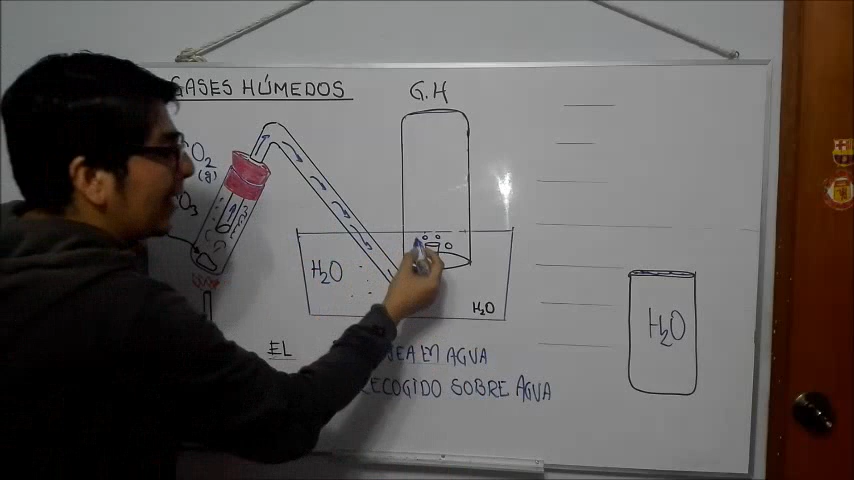 GASES HÚMEDOS
G.H
O₂
(g)
O₃
H₂O
H₂O
H₂O
EL
EN AGUA
RECOGIDO SOBRE AGUA